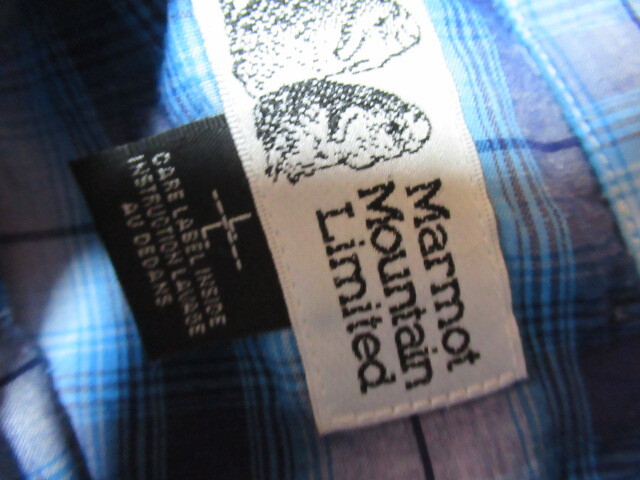 Marmot
Mountain
Limited
L
CARE LABEL INSIDE
INSTRUCTION LAVAGE
AU DEDANS